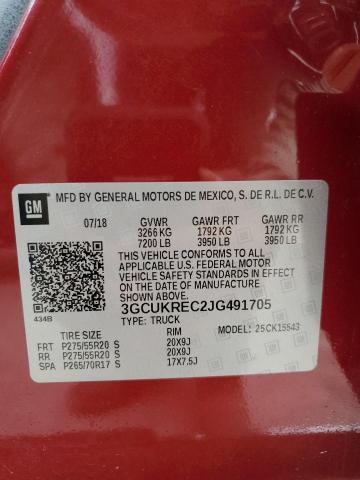 GM
MFD BY GENERAL MOTORS DE MEXICO, S. DE R.L. DE C.V.
07/18 GVWR GAWR FRT GAWR RR
3266 KG 1792 KG 1792 KG
7200 LB 3950 LB 3950 LB
THIS VEHICLE CONFORMS TO ALL
APPLICABLE U.S. FEDERAL MOTOR
VEHICLE SAFETY STANDARDS IN EFFECT
ON THE DATE OF MANUFACTURE
SHOWN ABOVE.
3GCUKREC2JG491705
434B TYPE: TRUCK
TIRE SIZE RIM MODEL: 25CK15543
FRT P275/55R20 S 20X9J
RR P275/55R20 S 20X9J
SPA P265/70R17 S 17X7.5J